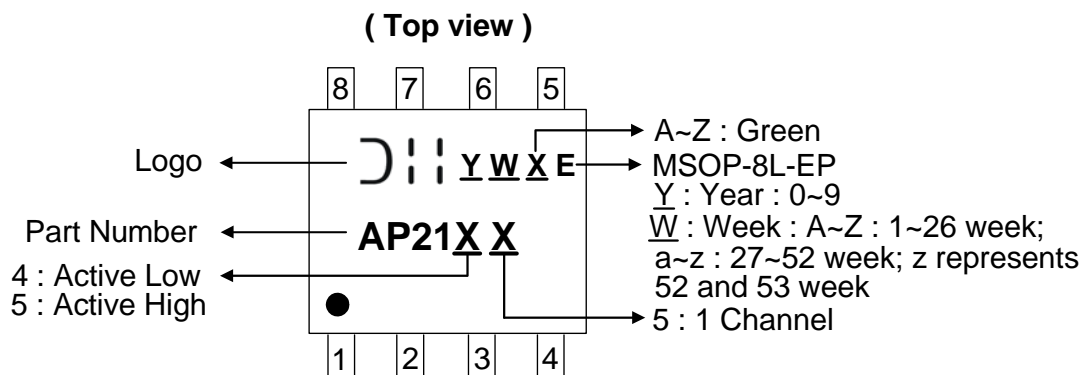 ( Top view )
8 7 6 5
Logo
Y W X E
A~Z : Green
MSOP-8L-EP
Y : Year : 0~9
W : Week : A~Z : 1~26 week;
a~z : 27~52 week; z represents
52 and 53 week
Part Number
AP21X X
4 : Active Low
5 : Active High
5 : 1 Channel
1 2 3 4